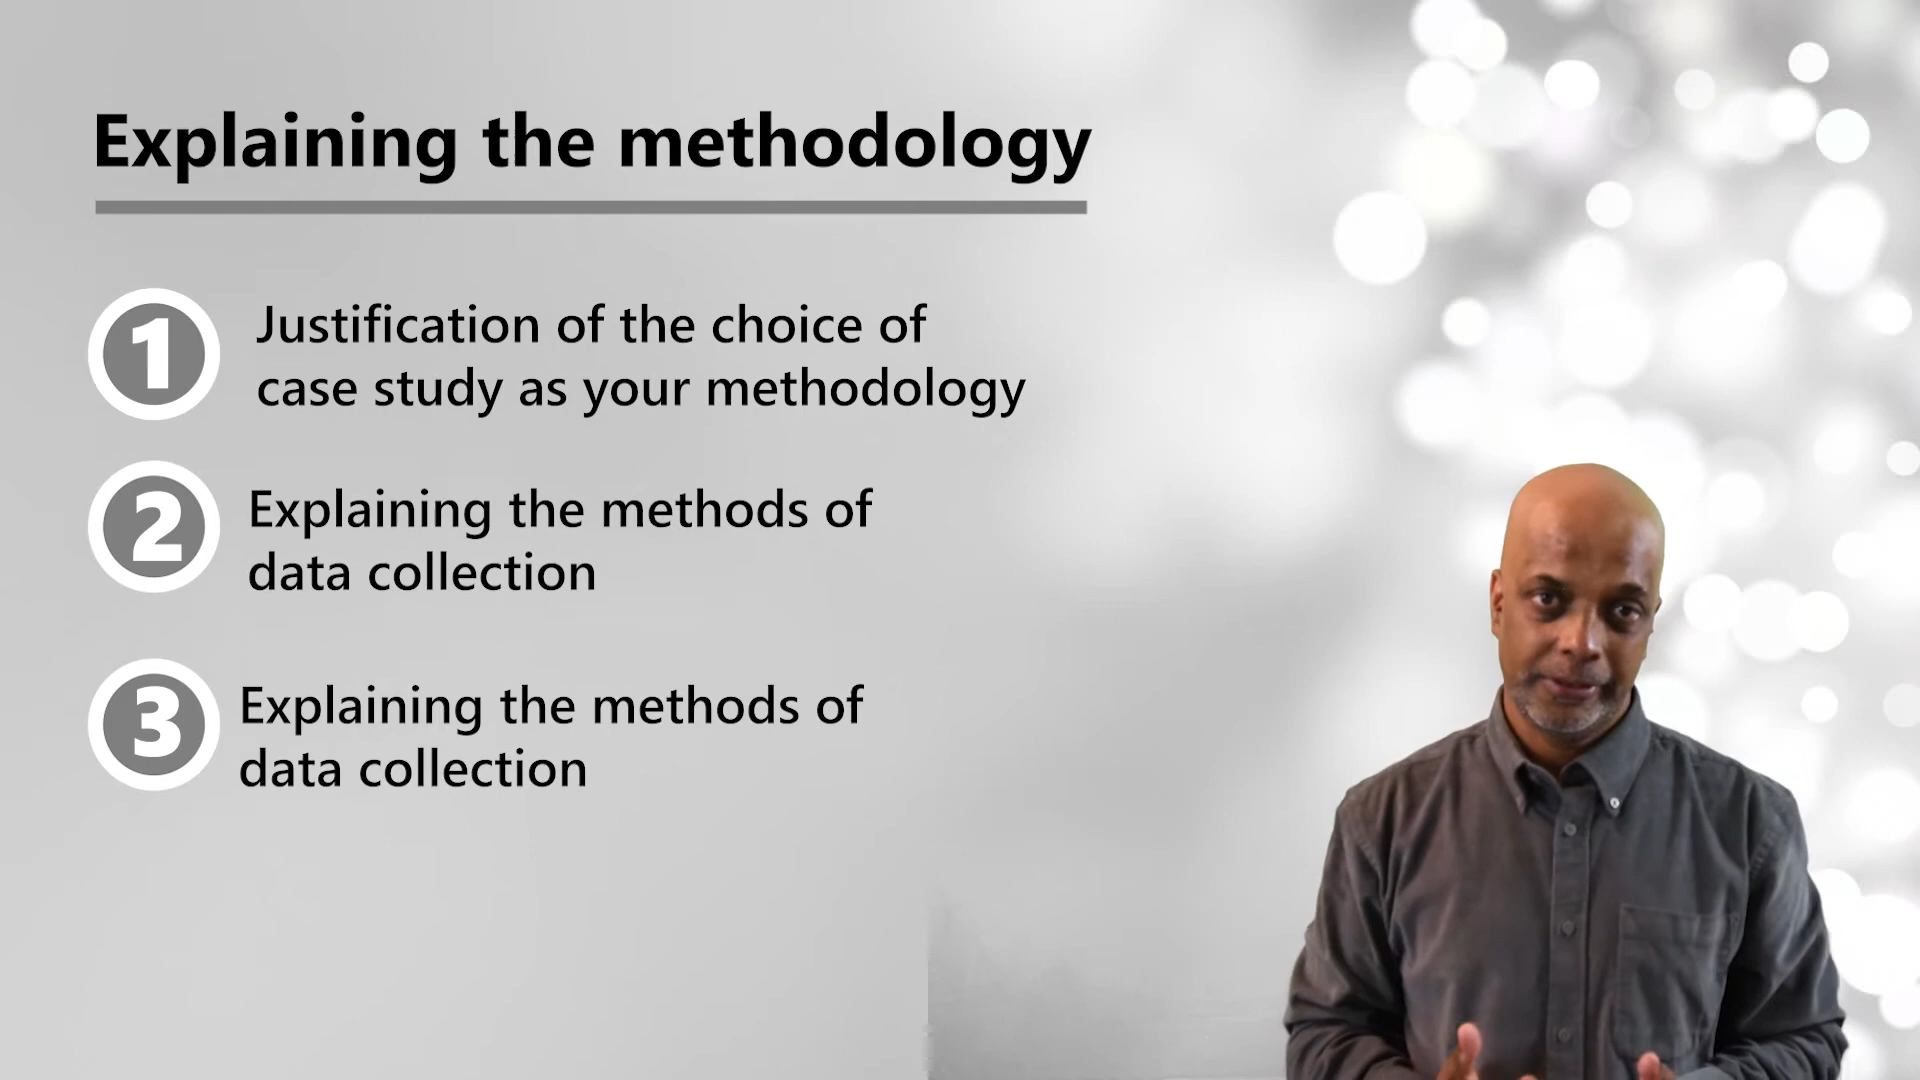 Explaining the methodology
1
Justification of the choice of
case study as your methodology
2
Explaining the methods of
data collection
3
Explaining the methods of
data collection